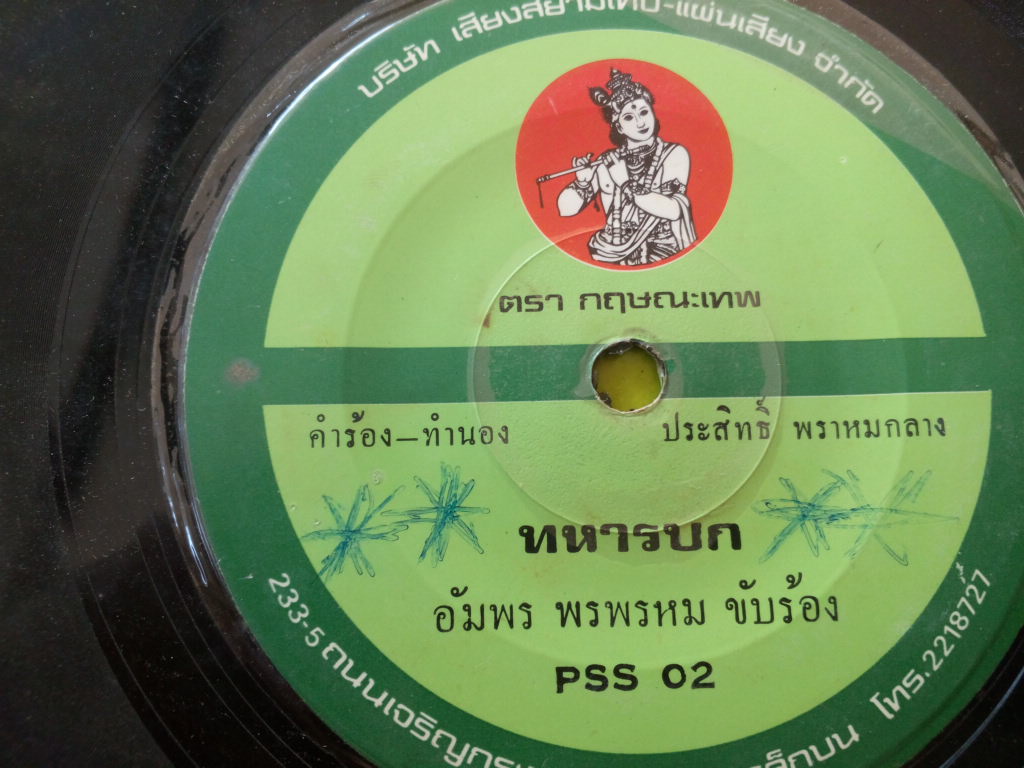 บริษัท เสียงสยามเทป-แผ่นเสียง จำกัด
ตรา กฤษณะเทพ
คำร้อง–ทำนอง ประสิทธิ์ พราหมกลาง
ทหารบก
อัมพร พรพรหม ขับร้อง
PSS 02
233-5 ถนนเจริญกรุง โทร.2218727